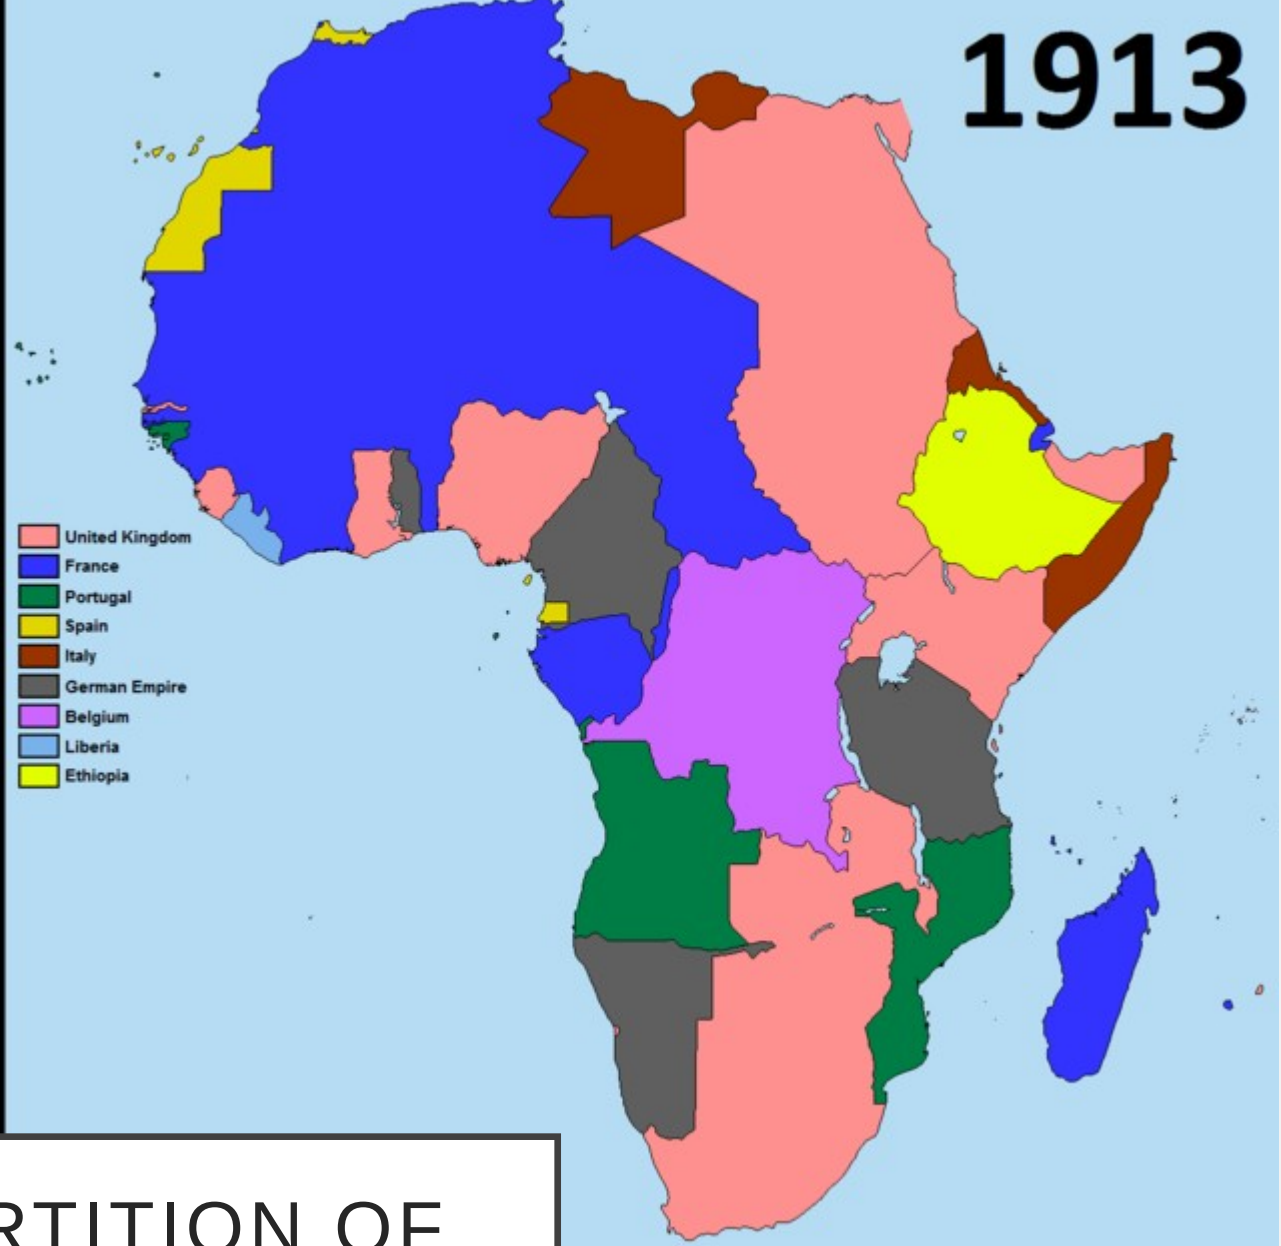 1913
United Kingdom
France
Portugal
Spain
Italy
German Empire
Belgium
Liberia
Ethiopia
RTITION OF